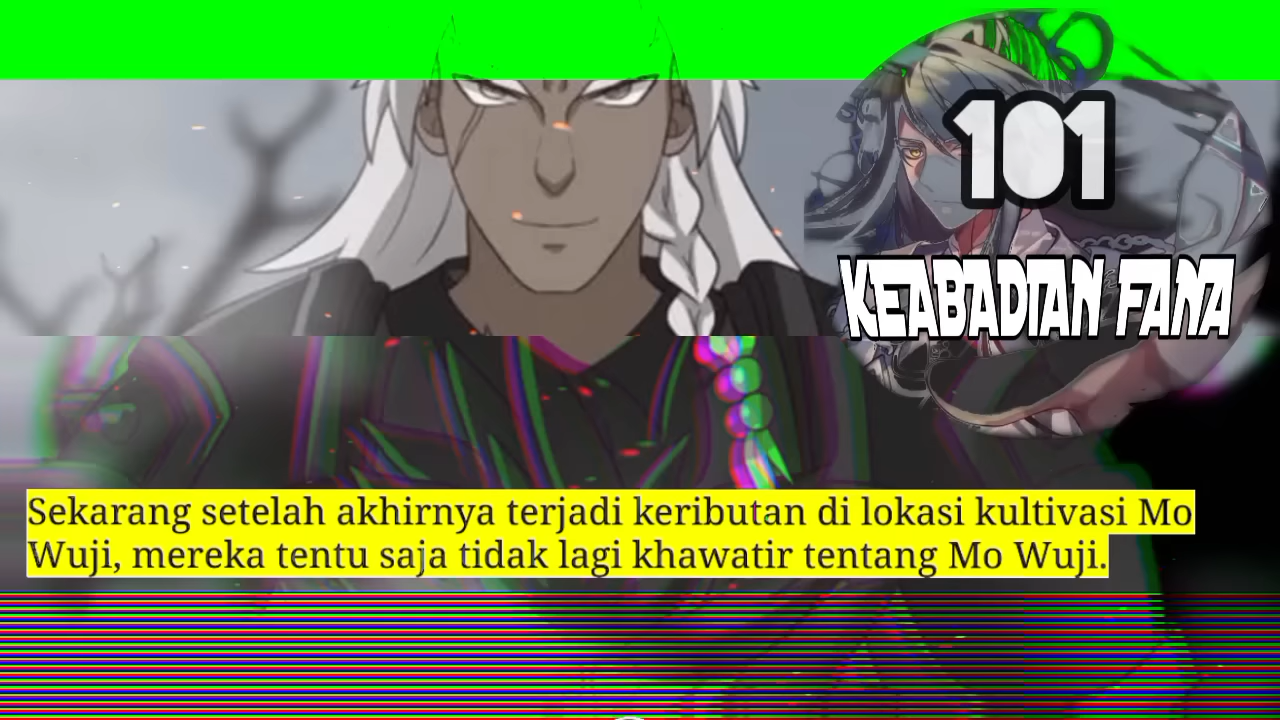 101
KEABADIAN FANA
Sekarang setelah akhirnya terjadi keributan di lokasi kultivasi Mo
Wuji, mereka tentu saja tidak lagi khawatir tentang Mo Wuji.